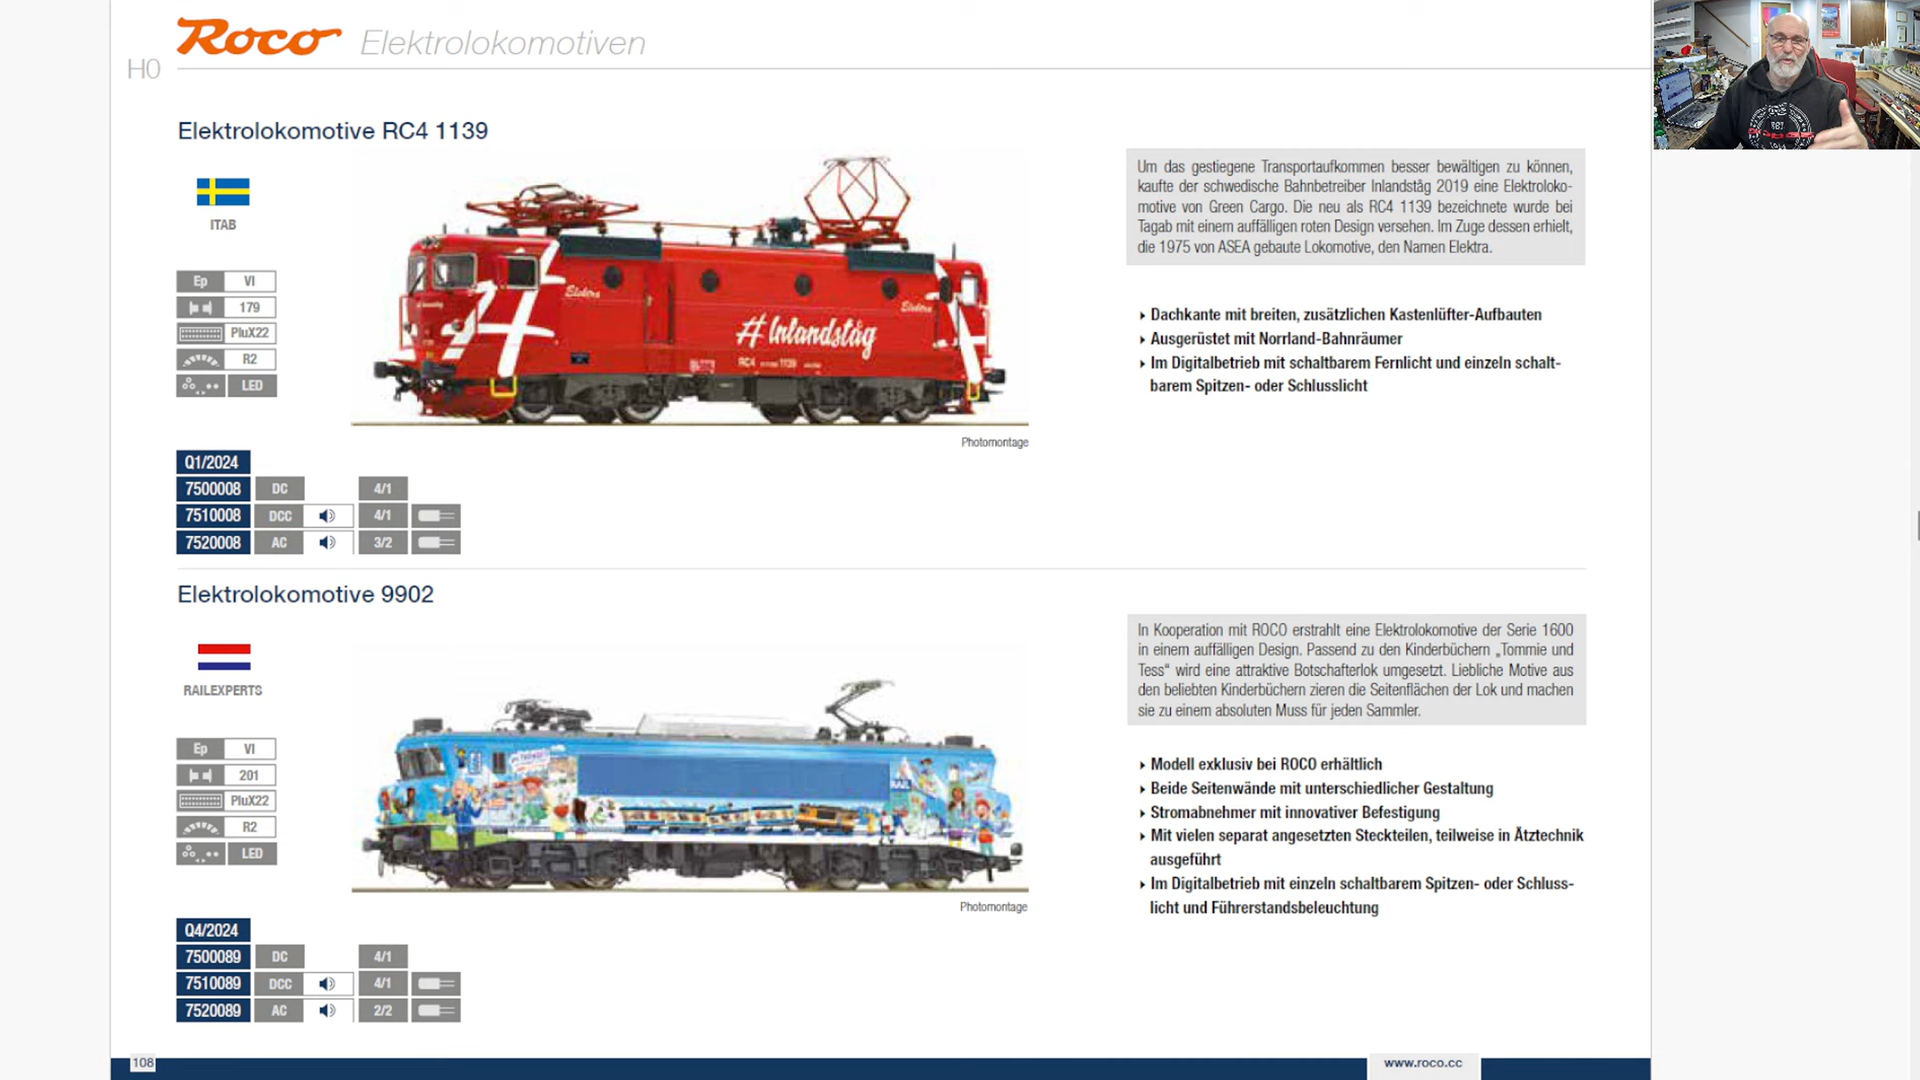 Roco Elektrolokomotiven
H0
Elektrolokomotive RC4 1139
ITAB
Ep VI
179
PluX22
R2
LED
Elektra
Elektra
#Inlandståg
RC4 1139
Photomontage
Um das gestiegene Transportaufkommen besser bewältigen zu können,
kaufte der schwedische Bahnbetreiber Inlandståg 2019 eine Elektroloko-
motive von Green Cargo. Die neu als RC4 1139 bezeichnete wurde bei
Tagab mit einem auffälligen roten Design versehen. Im Zuge dessen erhielt,
die 1975 von ASEA gebaute Lokomotive, den Namen Elektra.
Dachkante mit breiten, zusätzlichen Kastenlüfter-Aufbauten
Ausgerüstet mit Norrland-Bahnräumer
Im Digitalbetrieb mit schaltbarem Fernlicht und einzeln schalt-
barem Spitzen- oder Schlusslicht
Q1/2024
7500008 DC 4/1
7510008 DCC 4/1
7520008 AC 3/2
Elektrolokomotive 9902
RAILEXPERTS
Ep VI
201
PluX22
R2
LED
RAIL
Photomontage
In Kooperation mit ROCO erstrahlt eine Elektrolokomotive der Serie 1600
in einem auffälligen Design. Passend zu den Kinderbüchern „Tommie und
Tess“ wird eine attraktive Botschafterlok umgesetzt. Liebliche Motive aus
den beliebten Kinderbüchern zieren die Seitenflächen der Lok und machen
sie zu einem absoluten Muss für jeden Sammler.
Modell exklusiv bei ROCO erhältlich
Beide Seitenwände mit unterschiedlicher Gestaltung
Stromabnehmer mit innovativer Befestigung
Mit vielen separat angesetzten Steckteilen, teilweise in Ätztechnik
ausgeführt
Im Digitalbetrieb mit einzeln schaltbarem Spitzen- oder Schluss-
licht und Führerstandsbeleuchtung
Q4/2024
7500089 DC 4/1
7510089 DCC 4/1
7520089 AC 2/2
108
www.roco.cc